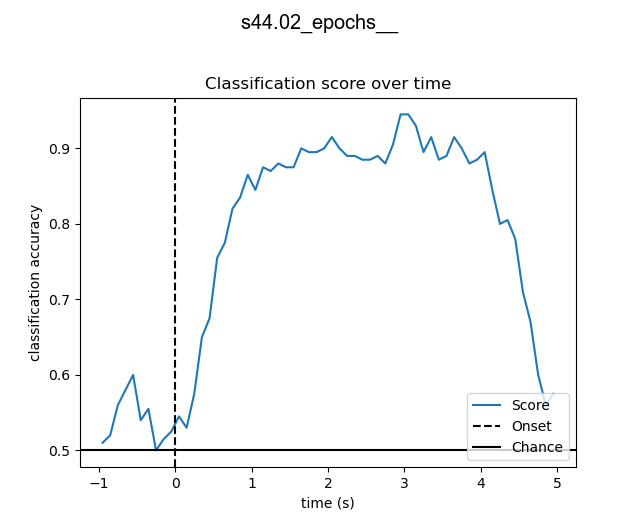 s44.02_epochs__
Classification score over time
classification accuracy
0.9
0.8
0.7
0.6
0.5
Score
Onset
Chance
−1 0 1 2 3 4 5
time (s)